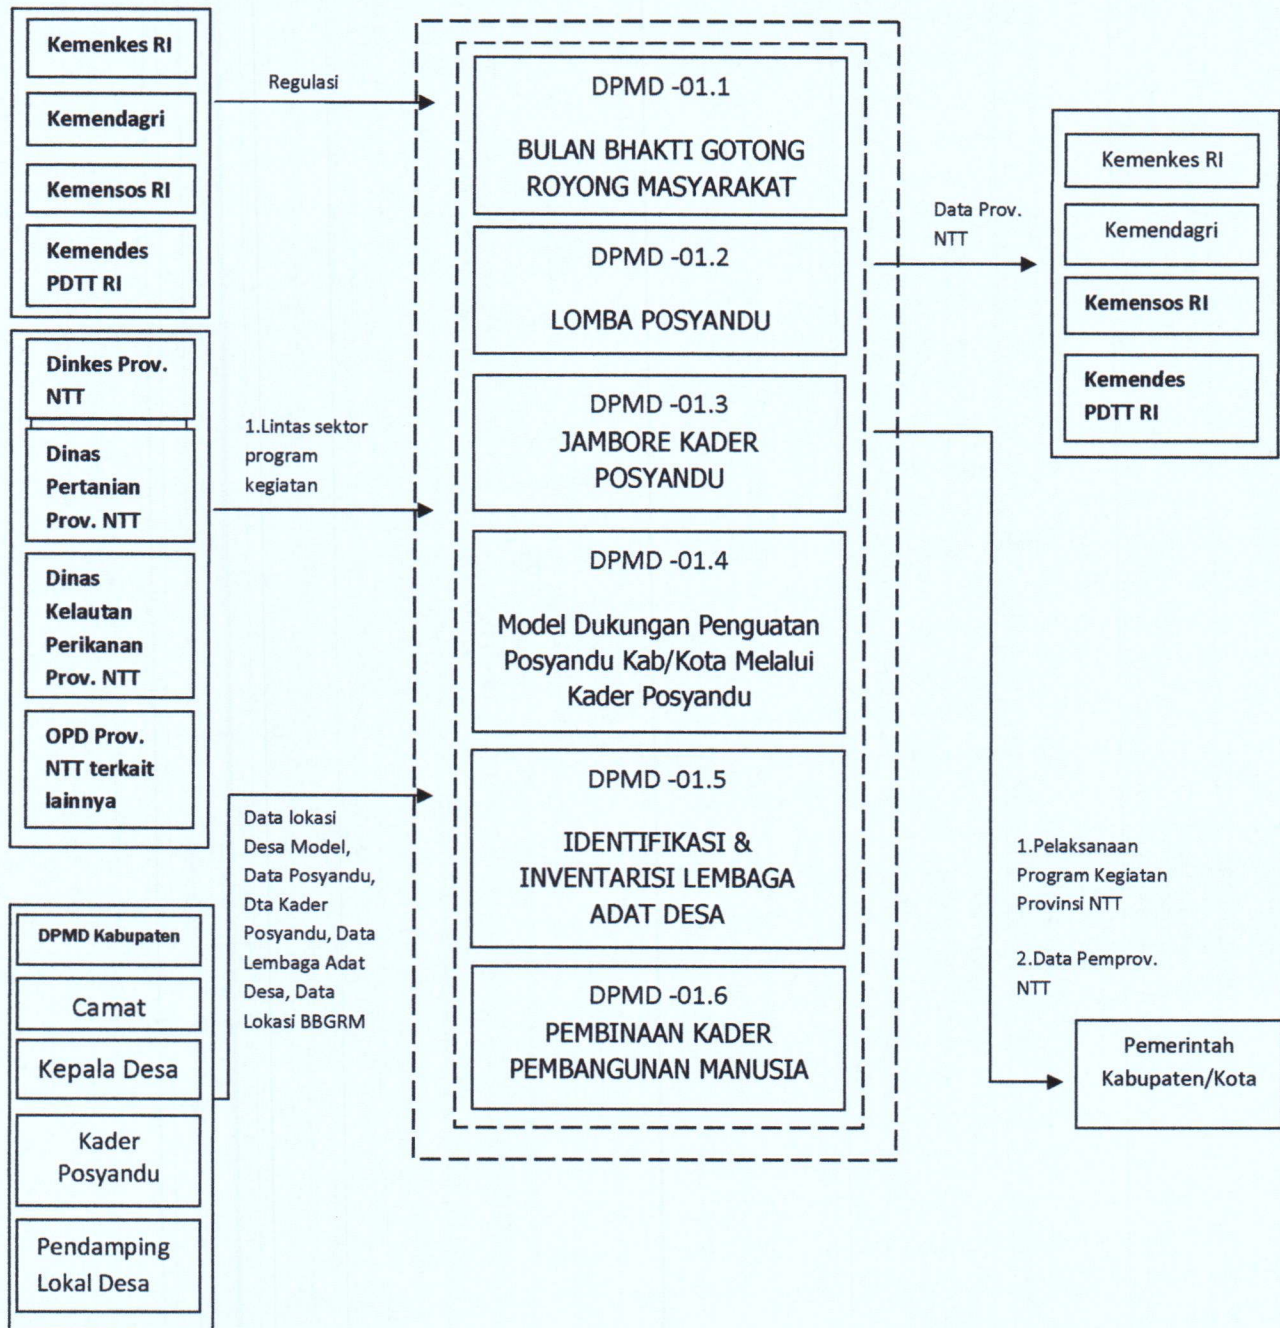 Kemenkes RI
Kemendagri
Kemensos RI
Kemendes
PDTT RI
Dinkes Prov.
NTT
Dinas
Pertanian
Prov. NTT
Dinas
Kelautan
Perikanan
Prov. NTT
OPD Prov.
NTT terkait
lainnya
DPMD Kabupaten
Camat
Kepala Desa
Kader
Posyandu
Pendamping
Lokal Desa
Regulasi
1.Lintas sektor
program
kegiatan
Data lokasi
Desa Model,
Data Posyandu,
Dta Kader
Posyandu, Data
Lembaga Adat
Desa, Data
Lokasi BBGRM
DPMD -01.1
BULAN BHAKTI GOTONG
ROYONG MASYARAKAT
DPMD -01.2
LOMBA POSYANDU
DPMD -01.3
JAMBORE KADER
POSYANDU
DPMD -01.4
Model Dukungan Penguatan
Posyandu Kab/Kota Melalui
Kader Posyandu
DPMD -01.5
IDENTIFIKASI &
INVENTARISI LEMBAGA
ADAT DESA
DPMD -01.6
PEMBINAAN KADER
PEMBANGUNAN MANUSIA
Data Prov.
NTT
Kemenkes RI
Kemendagri
Kemensos RI
Kemendes
PDTT RI
1.Pelaksanaan
Program Kegiatan
Provinsi NTT
2.Data Pemprov.
NTT
Pemerintah
Kabupaten/Kota